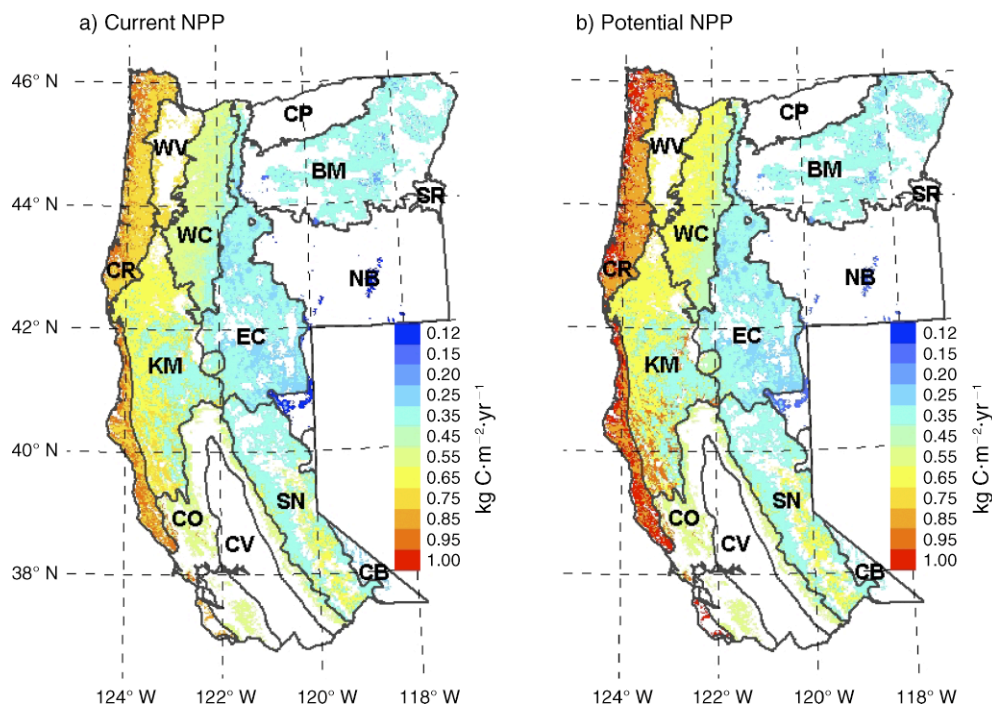 a) Current NPP
b) Potential NPP
46° N
44° N
42° N
40° N
38° N
CP
WV
BM
SR
WC
CR
NB
EC
KM
SN
CO
CV
CB
0.12
0.15
0.20
0.25
0.35
0.45
0.55
0.65
0.75
0.85
0.95
1.00
kg C·m⁻²·yr⁻¹
124° W
122° W
120° W
118° W
CP
WV
BM
SR
WC
CR
NB
EC
KM
SN
CO
CV
CB
0.12
0.15
0.20
0.25
0.35
0.45
0.55
0.65
0.75
0.85
0.95
1.00
kg C·m⁻²·yr⁻¹
124° W
122° W
120° W
118° W